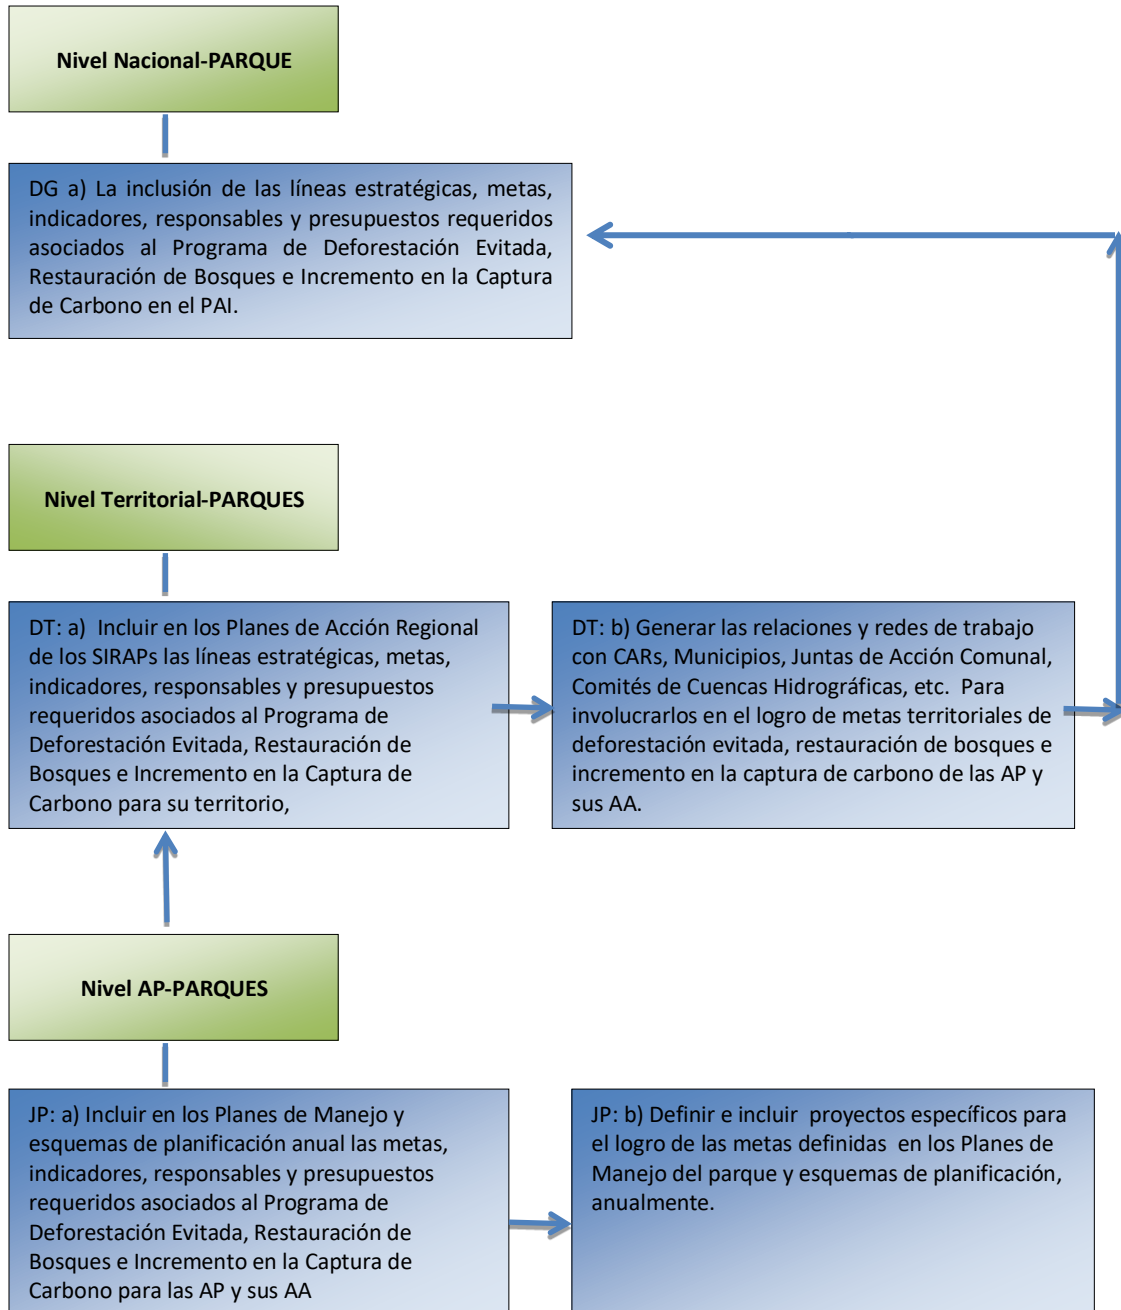 Nivel Nacional-PARQUE
DG a) La inclusión de las líneas estratégicas, metas,
indicadores, responsables y presupuestos requeridos
asociados al Programa de Deforestación Evitada,
Restauración de Bosques e Incremento en la Captura
de Carbono en el PAI.
Nivel Territorial-PARQUES
DT: a) Incluir en los Planes de Acción Regional
de los SIRAPs las líneas estratégicas, metas,
indicadores, responsables y presupuestos
requeridos asociados al Programa de
Deforestación Evitada, Restauración de
Bosques e Incremento en la Captura de
Carbono para su territorio,
DT: b) Generar las relaciones y redes de trabajo
con CARs, Municipios, Juntas de Acción Comunal,
Comités de Cuencas Hidrográficas, etc. Para
involucrarlos en el logro de metas territoriales de
deforestación evitada, restauración de bosques e
incremento en la captura de carbono de las AP y
sus AA.
Nivel AP-PARQUES
JP: a) Incluir en los Planes de Manejo y
esquemas de planificación anual las metas,
indicadores, responsables y presupuestos
requeridos asociados al Programa de
Deforestación Evitada, Restauración de
Bosques e Incremento en la Captura de
Carbono para las AP y sus AA
JP: b) Definir e incluir proyectos específicos para
el logro de las metas definidas en los Planes de
Manejo del parque y esquemas de planificación,
anualmente.